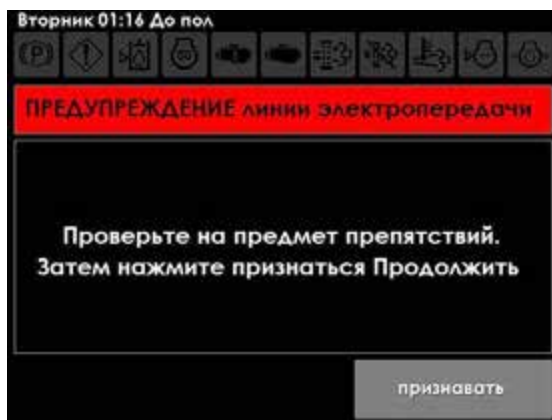 Вторник 01:16 До пол
ПРЕДУПРЕЖДЕНИЕ линии электропередачи
Проверьте на предмет препятствий.
Затем нажмите признаться Продолжить
признавать